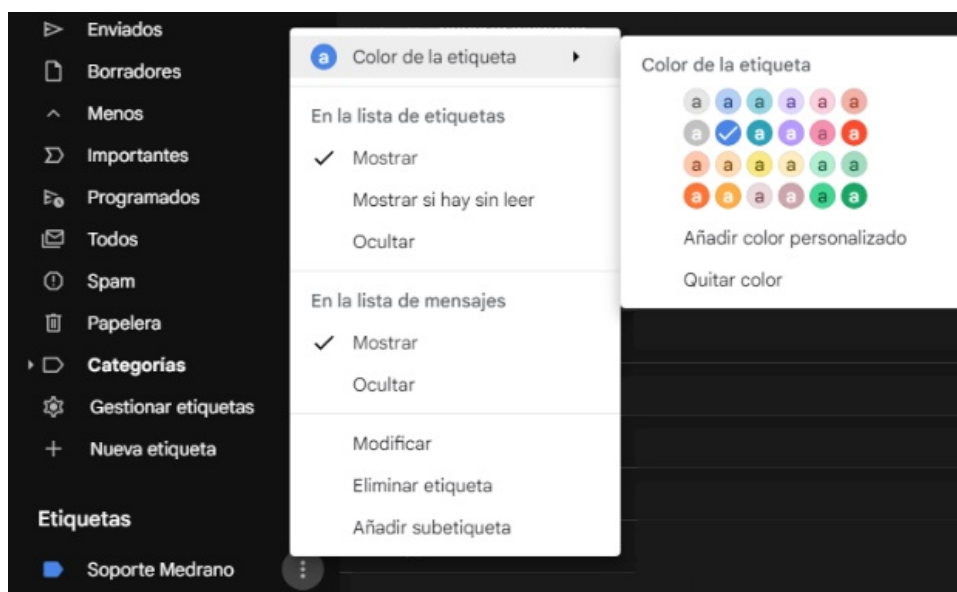 Enviados
Borradores
Menos
Importantes
Programados
Todos
Spam
Papelera
Categorías
Gestionar etiquetas
Nueva etiqueta
Etiquetas
Soporte Medrano
a Color de la etiqueta
En la lista de etiquetas
Mostrar
Mostrar si hay sin leer
Ocultar
En la lista de mensajes
Mostrar
Ocultar
Modificar
Eliminar etiqueta
Añadir subetiqueta
Color de la etiqueta
a a a a a a
a a a a a
a a a a a a
a a a a a a
Añadir color personalizado
Quitar color